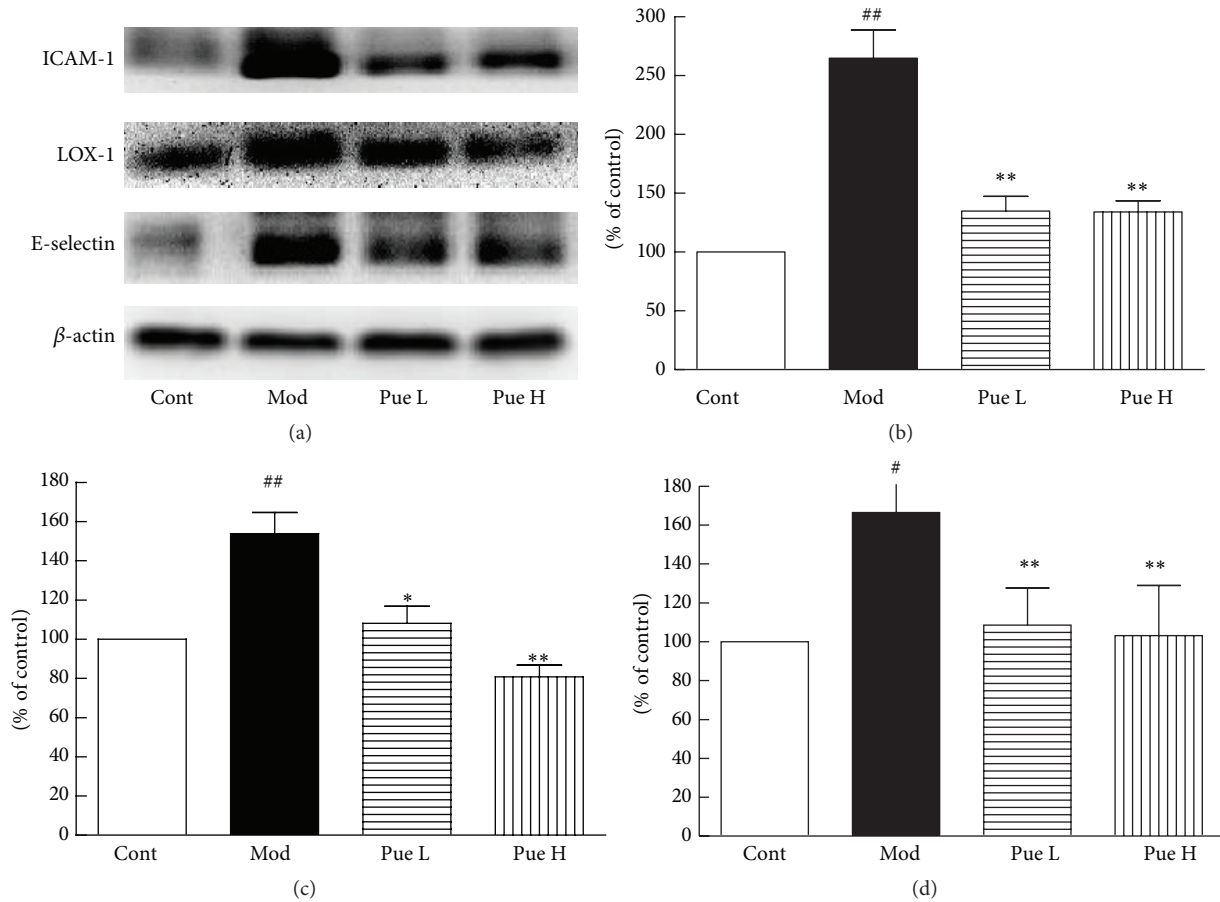 ICAM-1
LOX-1
E-selectin
β-actin
Cont Mod Pue L Pue H
(a)
300
250
200
150
100
50
0
(% of control)
##
**
**
Cont Mod Pue L Pue H
(b)
180
160
140
120
100
80
60
40
20
0
(% of control)
##
*
**
Cont Mod Pue L Pue H
(c)
180
160
140
120
100
80
60
40
20
0
(% of control)
#
**
**
Cont Mod Pue L Pue H
(d)